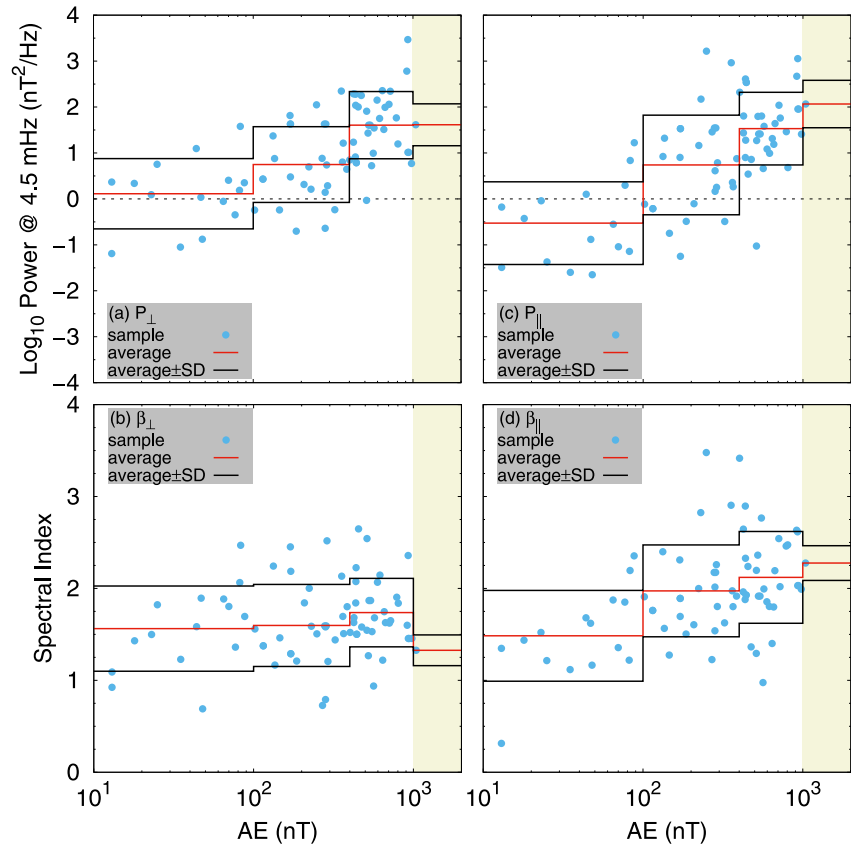 Log₁₀ Power @ 4.5 mHz (nT²/Hz)
4
3
2
1
0
-1
-2
-3
-4
(a) P⊥
sample
average
average±SD
(c) P∥
sample
average
average±SD
Spectral Index
4
3
2
1
0
(b) β⊥
sample
average
average±SD
(d) β∥
sample
average
average±SD
10¹ 10² 10³ 10¹ 10² 10³
AE (nT) AE (nT)